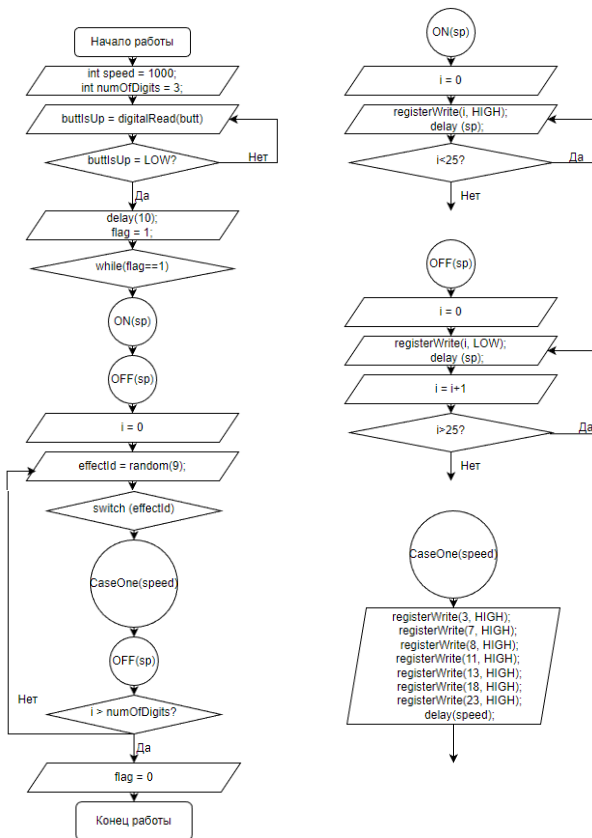 Начало работы
int speed = 1000;
int numOfDigits = 3;
buttIsUp = digitalRead(butt)
buttIsUp = LOW?
Нет
Да
delay(10);
flag = 1;
while(flag==1)
ON(sp)
OFF(sp)
i = 0
effectId = random(9);
switch (effectId)
CaseOne(speed)
OFF(sp)
Нет
i > numOfDigits?
Да
flag = 0
Конец работы
ON(sp)
i = 0
registerWrite(i, HIGH);
delay (sp);
i<25?
Да
Нет
OFF(sp)
i = 0
registerWrite(i, LOW);
delay (sp);
i = i+1
i>25?
Да
Нет
CaseOne(speed)
registerWrite(3, HIGH);
registerWrite(7, HIGH);
registerWrite(8, HIGH);
registerWrite(11, HIGH);
registerWrite(13, HIGH);
registerWrite(18, HIGH);
registerWrite(23, HIGH);
delay(speed);